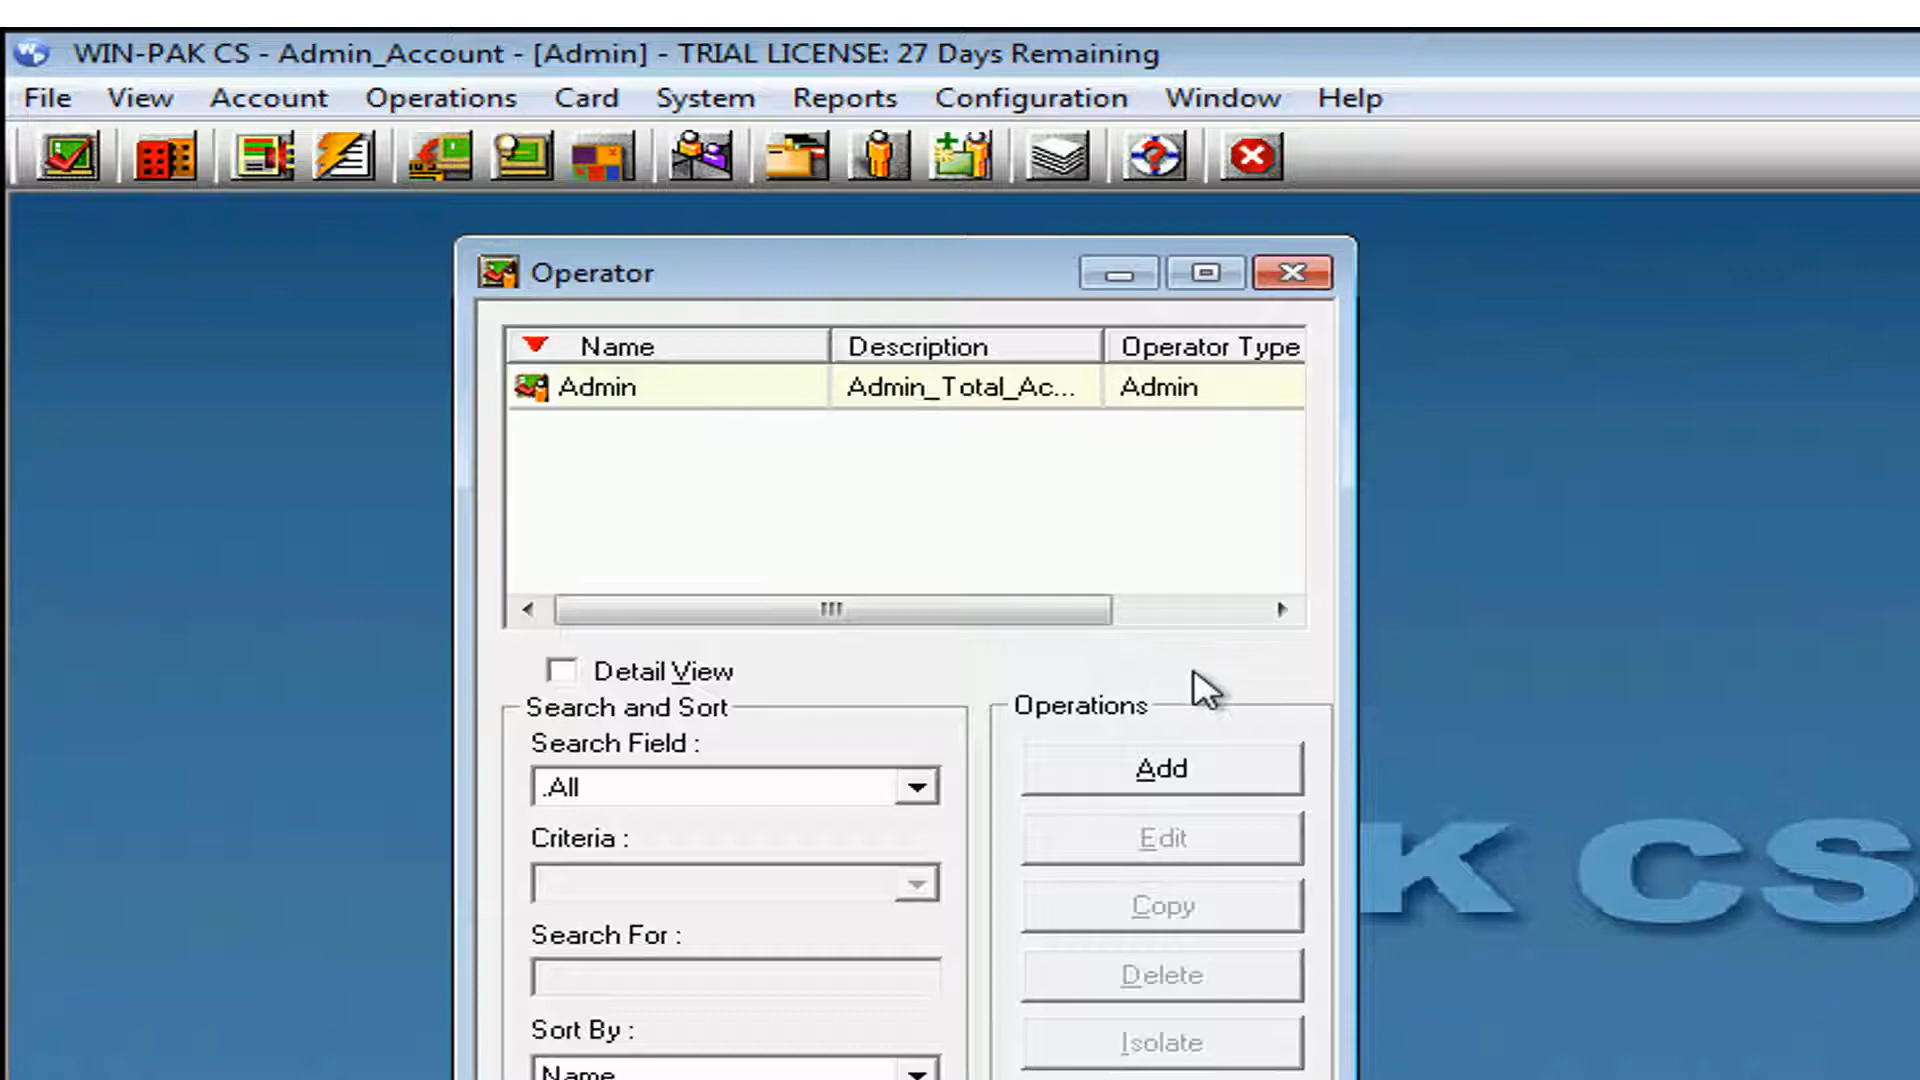 WIN-PAK CS - Admin_Account - [Admin] - TRIAL LICENSE: 27 Days Remaining
File View Account Operations Card System Reports Configuration Window Help
Operator
Name Description Operator Type
Admin Admin_Total_Ac... Admin
Detail View
Search and Sort
Search Field :
.All
Criteria :
Search For :
Sort By :
Name
Operations
Add
Edit
Copy
Delete
Isolate
K CS